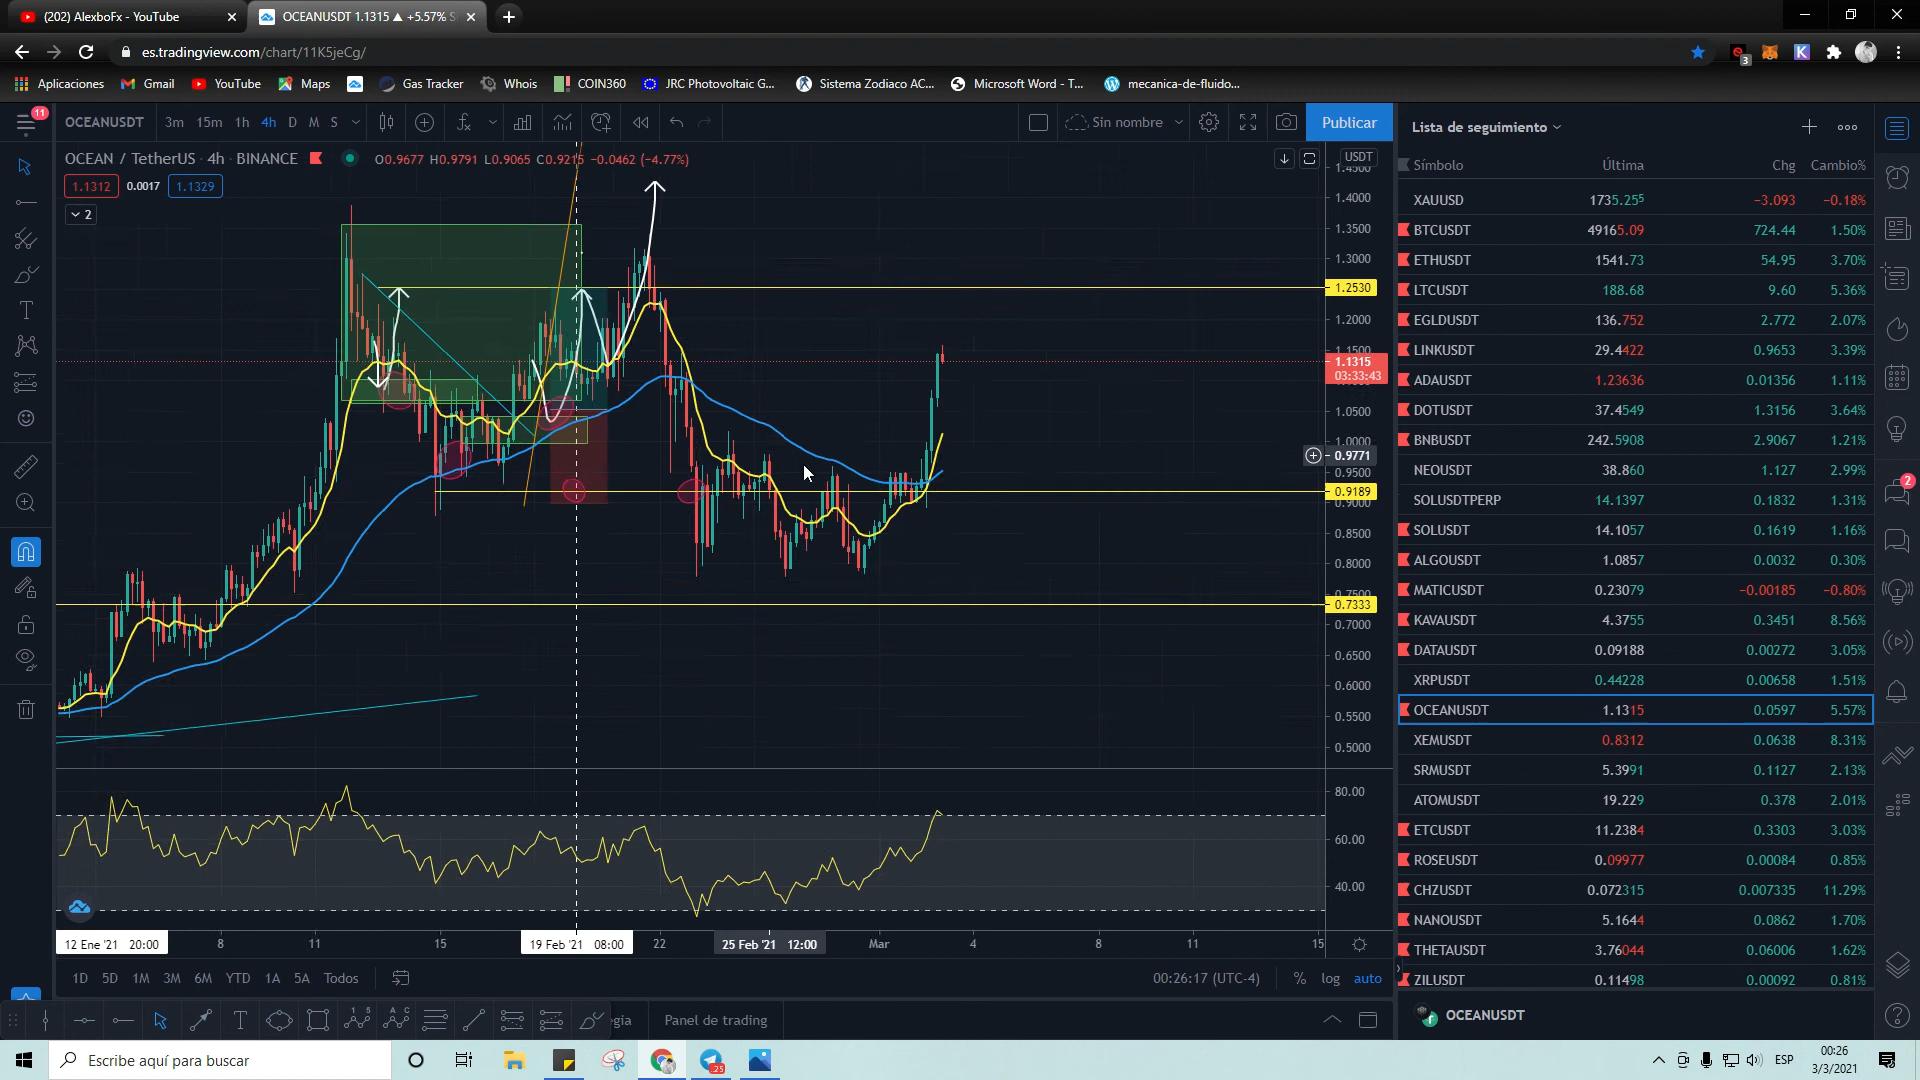 (202) AlexboFx - YouTube
OCEANUSDT 1.1315 ▲ +5.57% S
es.tradingview.com/chart/11K5jeCg/
3
Aplicaciones
Gmail
YouTube
Maps
Gas Tracker
Whois
COIN360
JRC Photovoltaic G...
Sistema Zodiaco AC...
Microsoft Word - T...
mecanica-de-fluido...
11
OCEANUSDT
3m 15m 1h 4h D M S
Sin nombre
Publicar
Lista de seguimiento
OCEAN / TetherUS · 4h · BINANCE
O0.9677 H0.9791 L0.9065 C0.9215 −0.0462 (−4.77%)
1.1312 0.0017 1.1329
2
USDT
1.4500
1.4000
1.3500
1.3000
1.2530
1.2000
1.1500
1.1315
03:33:43
1.0500
1.0000
0.9771
0.9500
0.9189
0.9000
0.8500
0.8000
0.7500
0.7333
0.7000
0.6500
0.6000
0.5500
0.5000
80.00
60.00
40.00
12 Ene '21 20:00
8
11
15
19 Feb '21 08:00
22
25 Feb '21 12:00
Mar
4
8
11
15
1D 5D 1M 3M 6M YTD 1A 5A Todos
00:26:17 (UTC-4)
%
log
auto
egia
Panel de trading
Símbolo Última Chg Cambio%
XAUUSD 1735.255 −3.093 −0.18%
BTCUSDT 49165.09 724.44 1.50%
ETHUSDT 1541.73 54.95 3.70%
LTCUSDT 188.68 9.60 5.36%
EGLDUSDT 136.752 2.772 2.07%
LINKUSDT 29.4422 0.9653 3.39%
ADAUSDT 1.23636 0.01356 1.11%
DOTUSDT 37.4549 1.3156 3.64%
BNBUSDT 242.5908 2.9067 1.21%
NEOUSDT 38.860 1.127 2.99%
SOLUSDTPERP 14.1397 0.1832 1.31%
SOLUSDT 14.1057 0.1619 1.16%
ALGOUSDT 1.0857 0.0032 0.30%
MATICUSDT 0.23079 −0.00185 −0.80%
KAVAUSDT 4.3755 0.3451 8.56%
DATAUSDT 0.09188 0.00272 3.05%
XRPUSDT 0.44228 0.00658 1.51%
OCEANUSDT 1.1315 0.0597 5.57%
XEMUSDT 0.8312 0.0638 8.31%
SRMUSDT 5.3991 0.1127 2.13%
ATOMUSDT 19.229 0.378 2.01%
ETCUSDT 11.2384 0.3303 3.03%
ROSEUSDT 0.09977 0.00084 0.85%
CHZUSDT 0.072315 0.007335 11.29%
NANOUSDT 5.1644 0.0862 1.70%
THETAUSDT 3.76044 0.06006 1.62%
ZILUSDT 0.11498 0.00092 0.81%
OCEANUSDT
2
Escribe aquí para buscar
25
ESP
00:26
3/3/2021